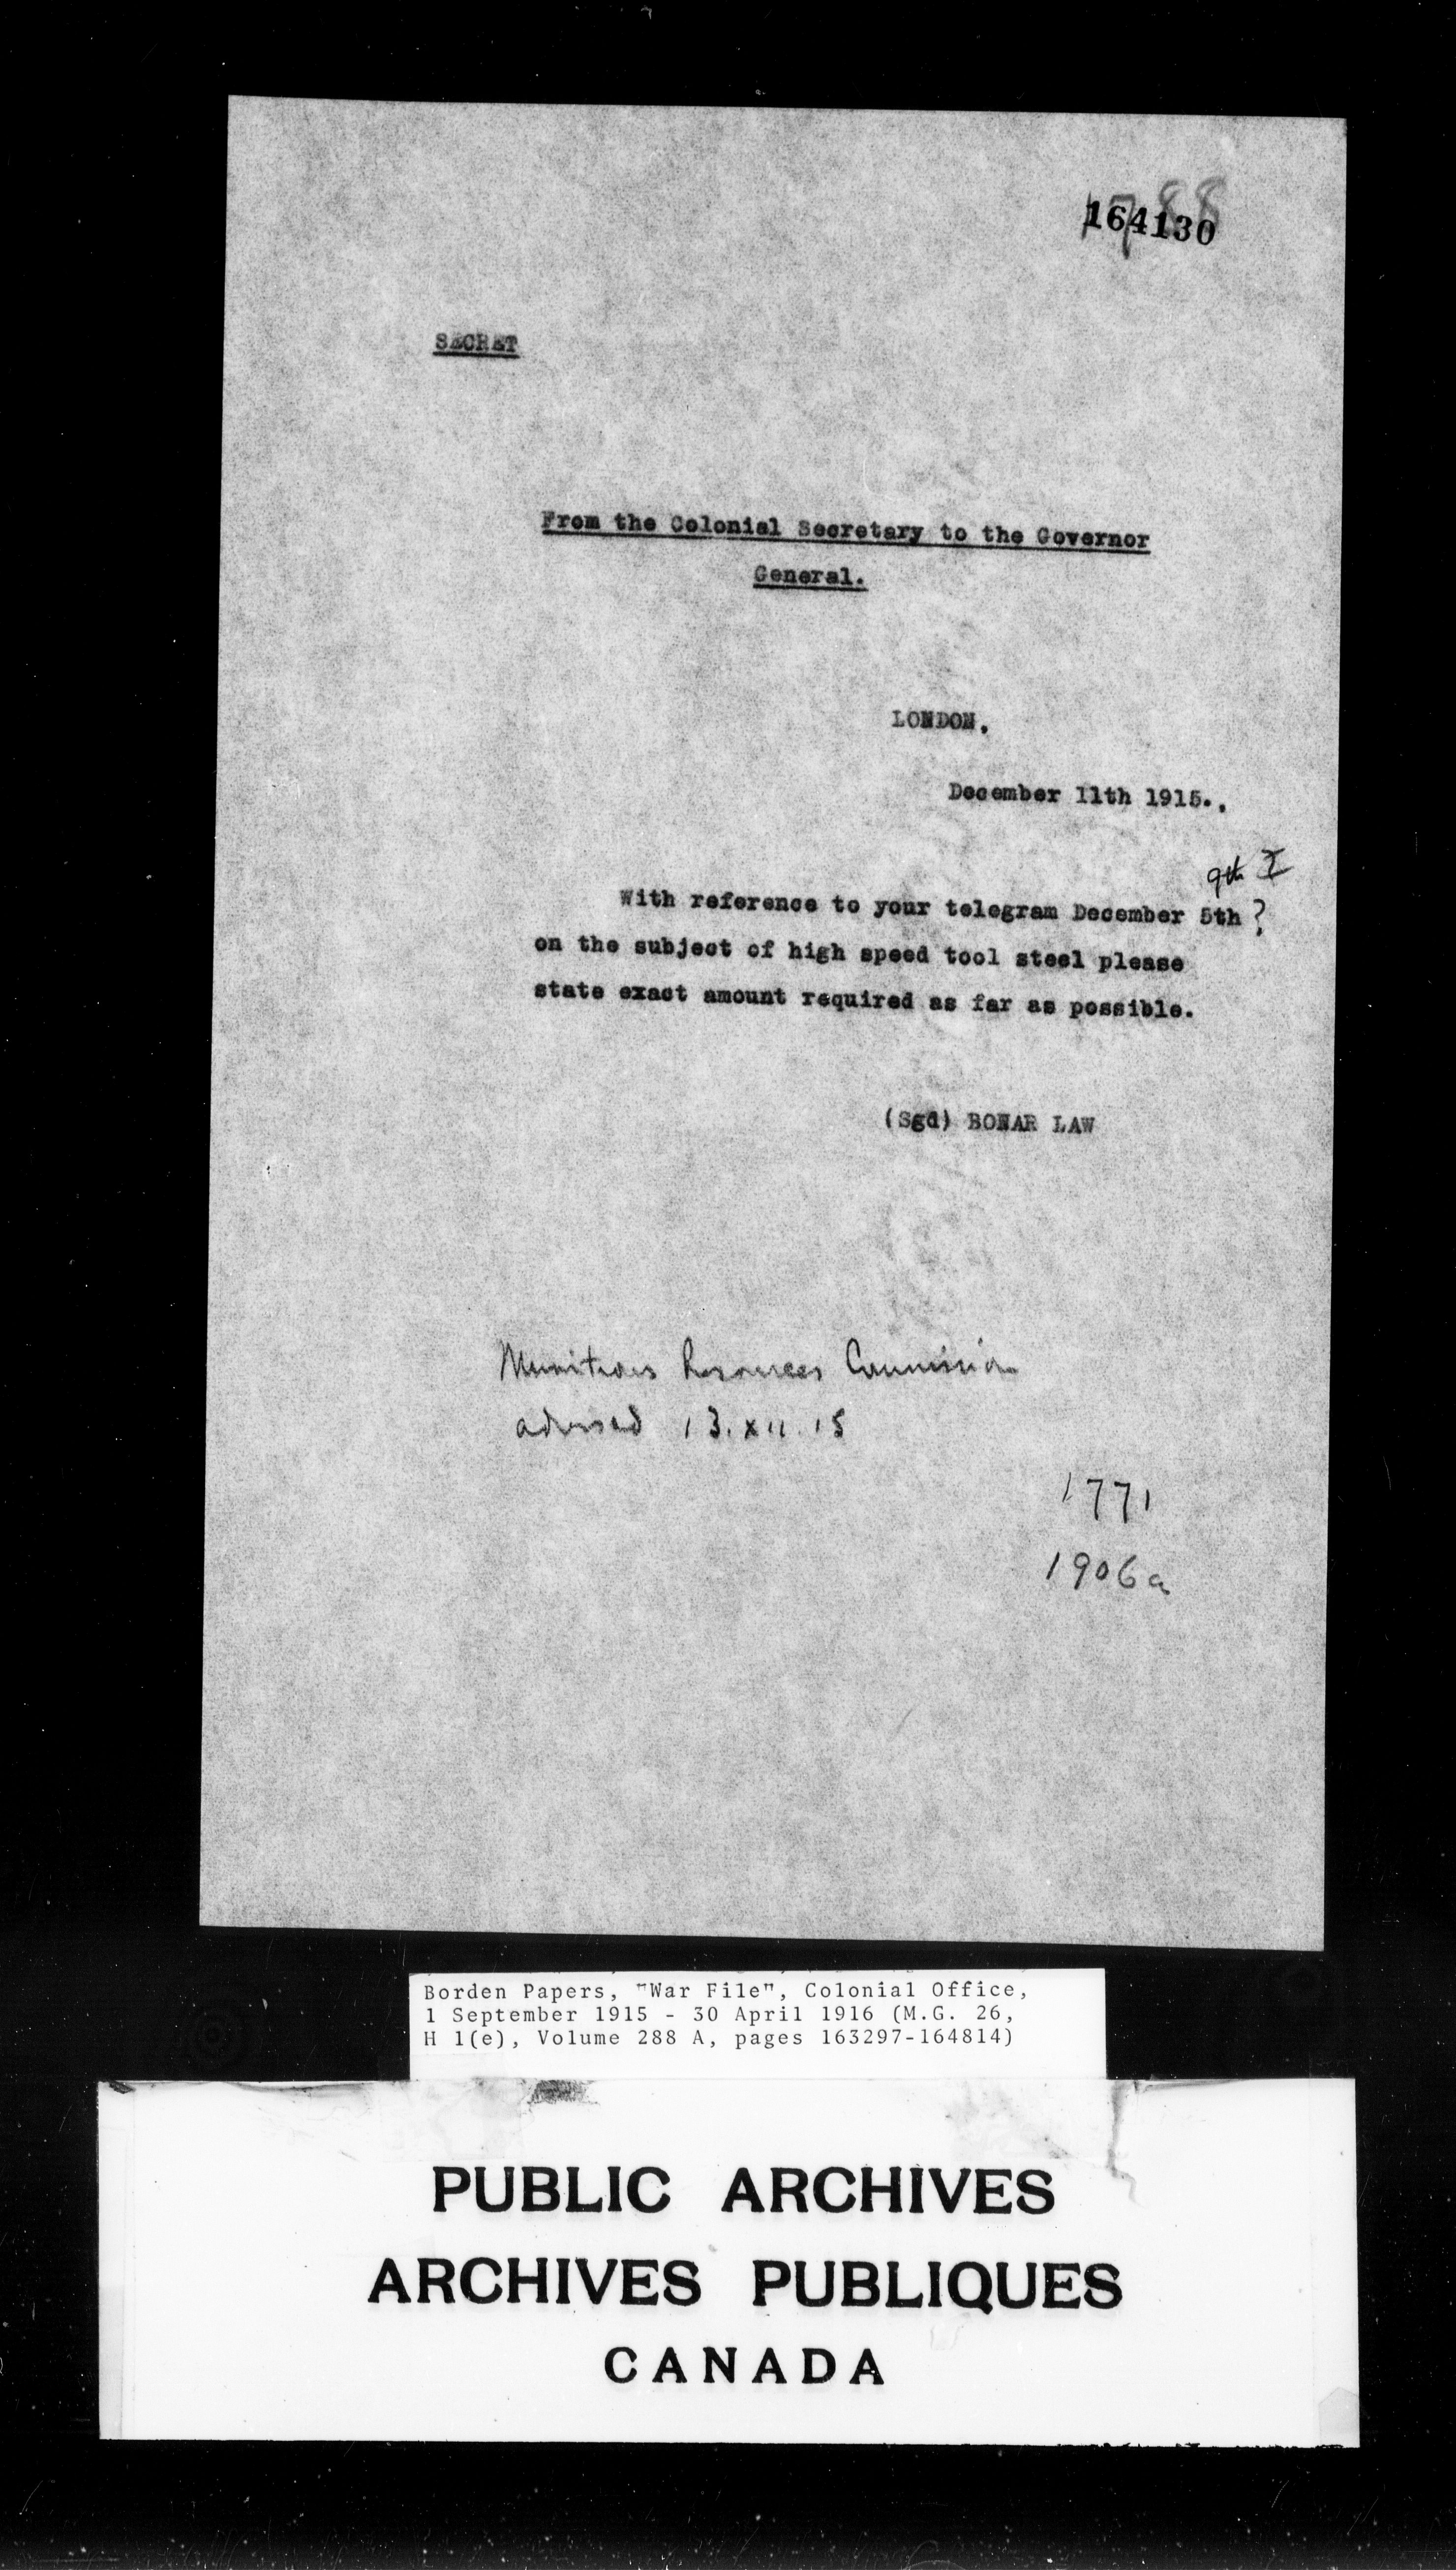 1788
164130
SECRET
From the Colonial Secretary to the Governor
General.
LONDON.
December 11th 1915.,
9th
With reference to your telegram December 5th ?
on the subject of high speed tool steel please
state exact amount required as far as possible.
(Sgd) BONAR LAW
Munitions Resources Commission
advised 13.XII.15
1771
1906a
Borden Papers, "War File", Colonial Office,
1 September 1915 - 30 April 1916 (M.G. 26,
H 1(e), Volume 288 A, pages 163297-164814)
PUBLIC ARCHIVES
ARCHIVES PUBLIQUES
CANADA